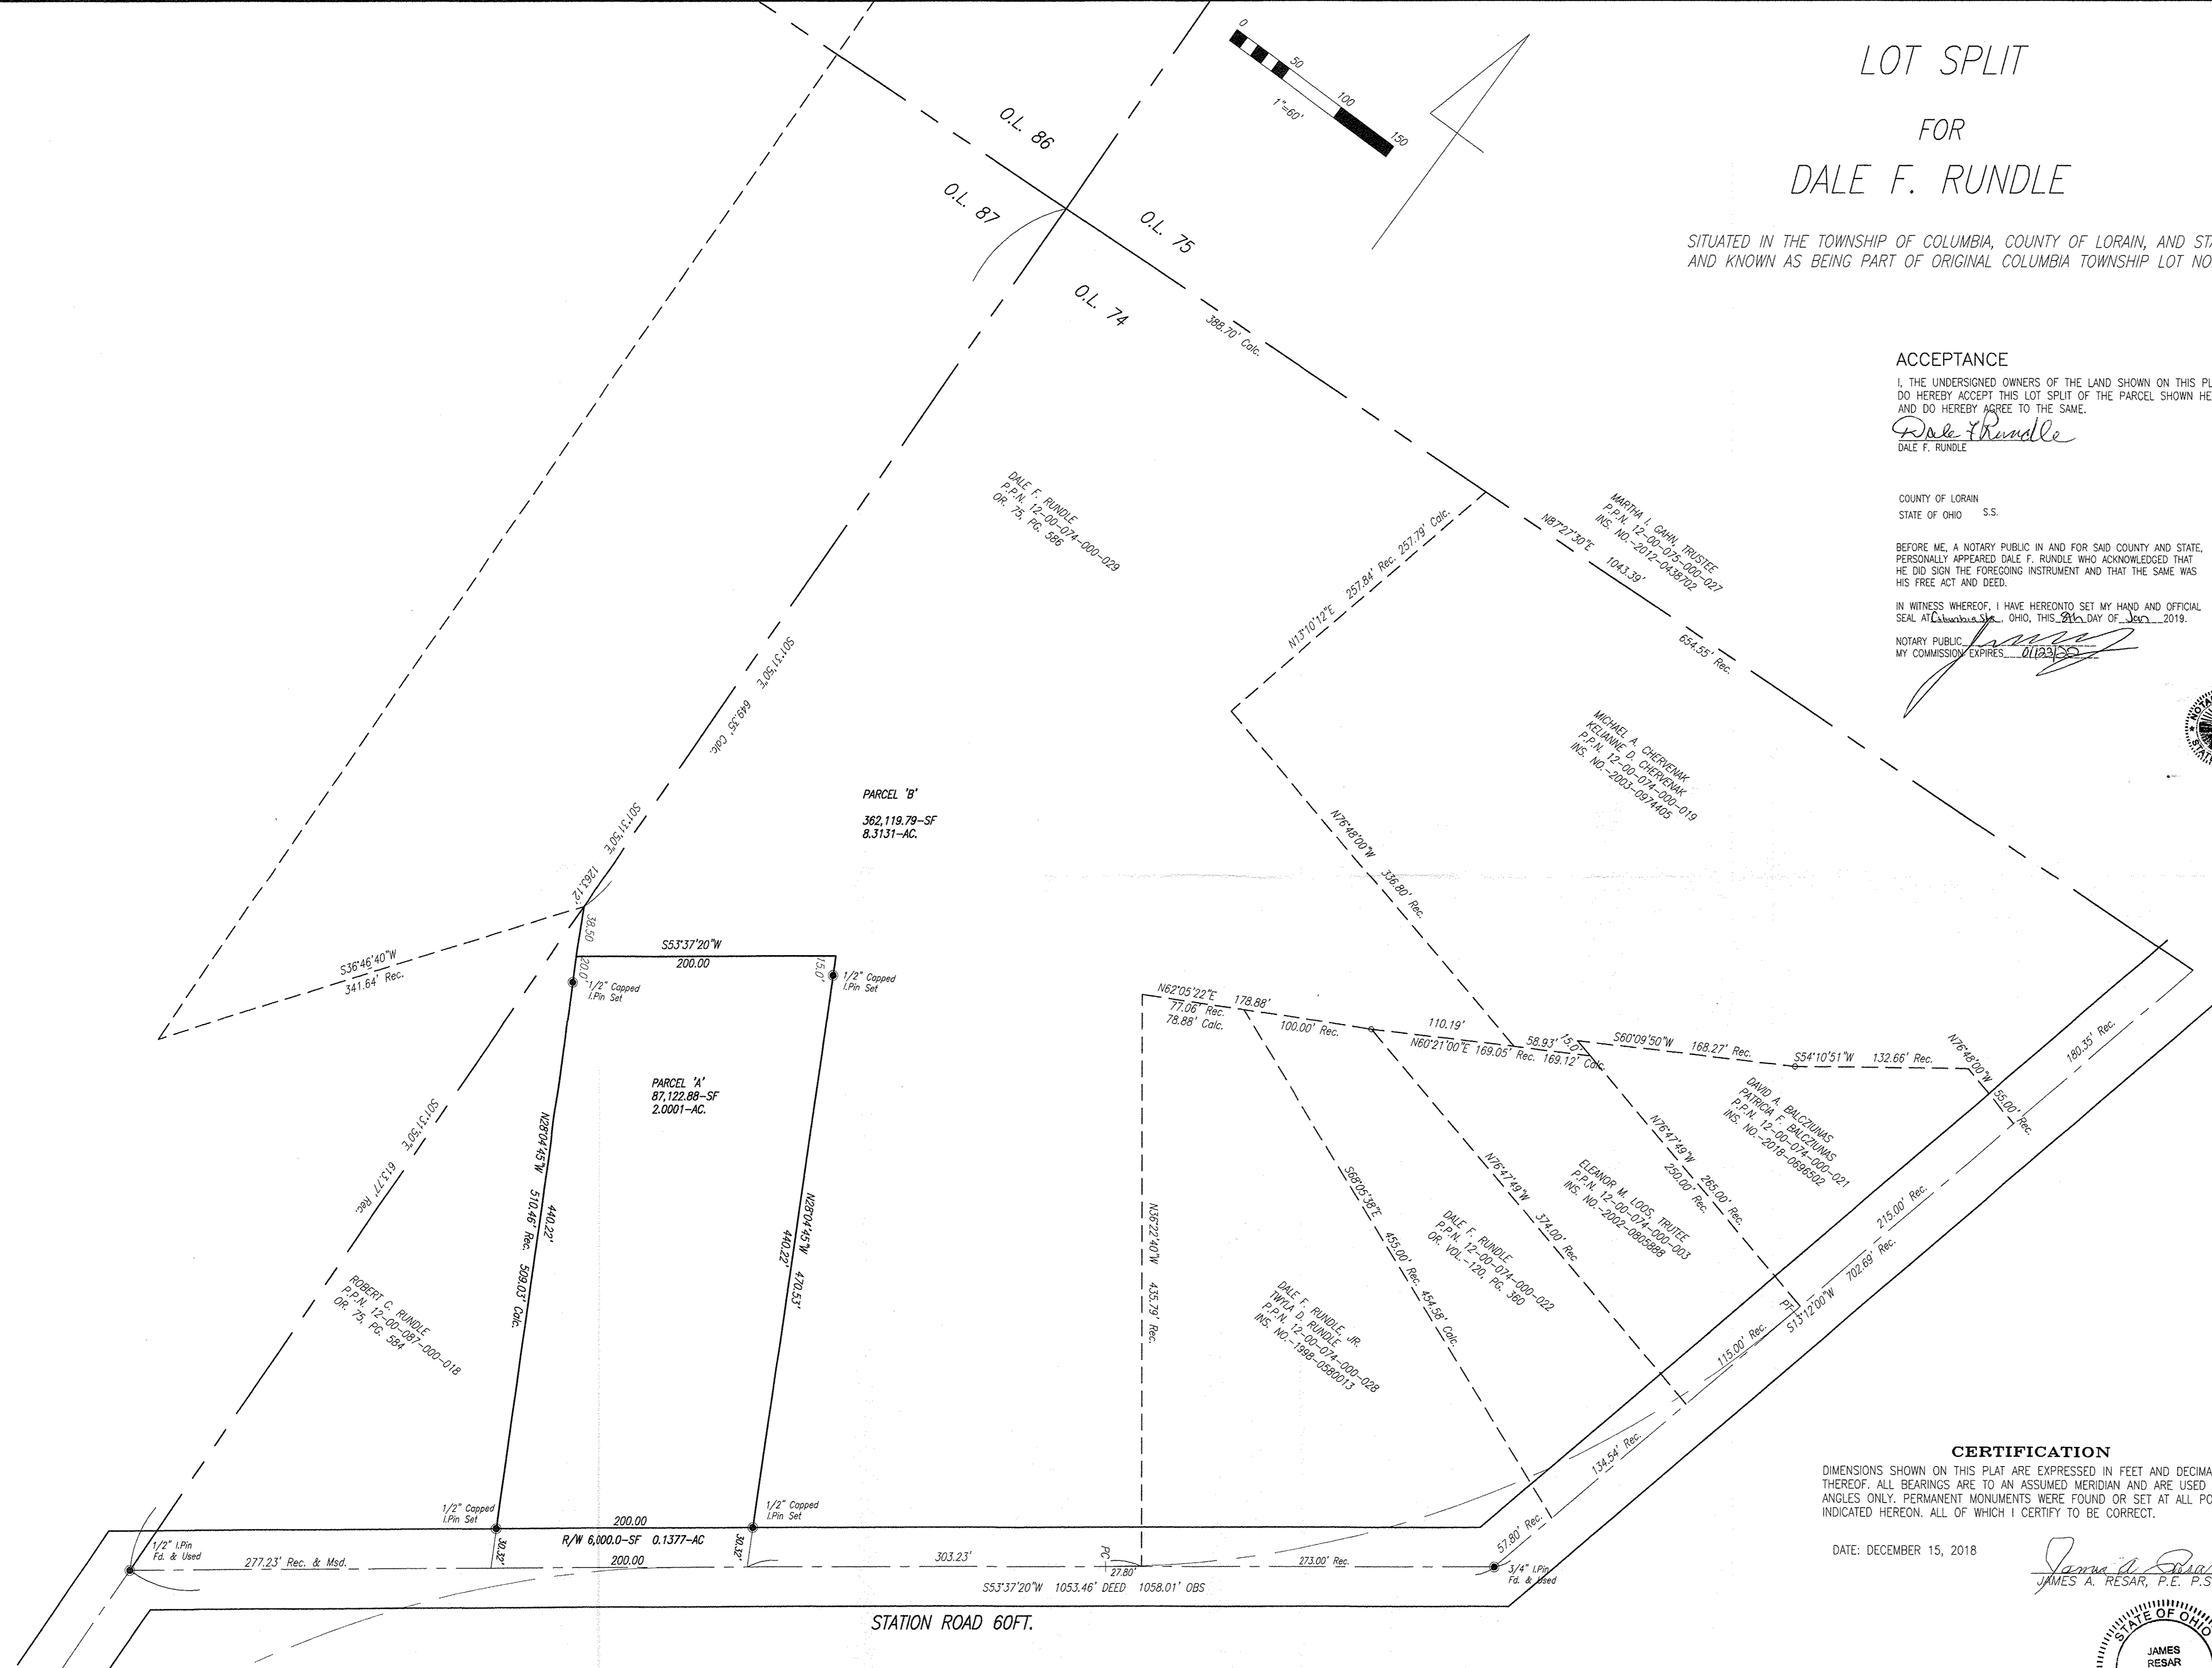 LOT SPLIT
FOR
DALE F. RUNDLE
SITUATED IN THE TOWNSHIP OF COLUMBIA, COUNTY OF LORAIN, AND
AND KNOWN AS BEING PART OF ORIGINAL COLUMBIA TOWNSHIP LOT
0
50
100
150
1"=60'
O.L. 86
O.L. 87
O.L. 75
O.L. 74
388.70' Calc.
ACCEPTANCE
I, THE UNDERSIGNED OWNERS OF THE LAND SHOWN ON THIS
DO HEREBY ACCEPT THIS LOT SPLIT OF THE PARCEL SHOWN
AND DO HEREBY AGREE TO THE SAME.
Dale F Rundle
DALE F. RUNDLE
COUNTY OF LORAIN
STATE OF OHIO S.S.
BEFORE ME, A NOTARY PUBLIC IN AND FOR SAID COUNTY AND STATE,
PERSONALLY APPEARED DALE F. RUNDLE WHO ACKNOWLEDGED THAT
HE DID SIGN THE FOREGOING INSTRUMENT AND THAT THE SAME WAS
HIS FREE ACT AND DEED.
IN WITNESS WHEREOF, I HAVE HEREONTO SET MY HAND AND OFFICIAL
SEAL AT Columbia Sta, OHIO, THIS 8th DAY OF Jan 2019.
NOTARY PUBLIC
MY COMMISSION EXPIRES 01/23/22
DALE F. RUNDLE
P.P.N. 12-00-074-000-029
OR. 75, PG. 586
MARTHA I. GAHN, TRUSTEE
P.P.N. 12-00-075-000-027
INS. NO.-2012-0438702
N87°27'30"E 1043.39'
654.55' Rec.
N13°10'12"E 257.84' Rec. 257.79' Calc.
MICHAEL A. CHERVENAK
KELIANNE D. CHERVENAK
P.P.N. 12-00-074-000-019
INS. NO.-2003-0974405
N76°48'00"W 336.80' Rec.
S01°31'50"E
649.35' Calc.
S01°31'50"E
1263.12'
PARCEL 'B'
362,119.79-SF
8.3131-AC.
38.50
S53°37'20"W
200.00
20.0'
15.0'
1/2" Capped
I.Pin Set
1/2" Capped
I.Pin Set
S36°46'40"W
341.64' Rec.
PARCEL 'A'
87,122.88-SF
2.0001-AC.
N28°04'45"W 510.46' Rec. 509.03' Calc.
440.22'
N28°04'45"W 470.53'
440.22'
S01°31'50"E
613.77' Rec.
ROBERT C. RUNDLE
P.P.N. 12-00-087-000-018
OR. 75, PG. 584
N62°05'22"E 178.88'
77.06' Rec.
78.88' Calc.
100.00' Rec.
110.19'
N60°21'00"E 169.05' Rec. 169.12' Calc.
58.93'
15.0'
S60°09'50"W 168.27' Rec.
S54°10'51"W 132.66' Rec.
N76°48'00"W 55.00' Rec.
180.35' Rec.
DAVID A. BALCZIUNAS
PATRICIA F. BALCZIUNAS
P.P.N. 12-00-074-000-021
INS. NO.-2018-0696502
N76°47'49"W 265.00' Rec.
250.00' Rec.
ELEANOR M. LOOS, TRUTEE
P.P.N. 12-00-074-000-003
INS. NO.-2002-0805888
N76°47'49"W 374.00' Rec
DALE F. RUNDLE
P.P.N. 12-00-074-000-022
OR. VOL.-120, PG. 360
S68°05'38"E 455.00' Rec. 454.58' Calc.
DALE F. RUNDLE, JR.
TWYLA D. RUNDLE
P.P.N. 12-00-074-000-028
INS. NO.-1998-0580013
N36°22'40"W 435.79' Rec.
215.00' Rec.
702.69' Rec.
S13°12'00"W
PT
115.00' Rec.
134.54' Rec.
57.80' Rec.
1/2" Capped
I.Pin Set
1/2" Capped
I.Pin Set
200.00
R/W 6,000.0-SF 0.1377-AC
200.00
30.32'
30.32'
1/2" I.Pin
Fd. & Used
277.23' Rec. & Msd.
303.23'
PC
27.80'
273.00' Rec.
3/4" I.Pin
Fd. & Used
S53°37'20"W 1053.46' DEED 1058.01' OBS
STATION ROAD 60FT.
CERTIFICATION
DIMENSIONS SHOWN ON THIS PLAT ARE EXPRESSED IN FEET AND
THEREOF. ALL BEARINGS ARE TO AN ASSUMED MERIDIAN AND ARE USED
ANGLES ONLY. PERMANENT MONUMENTS WERE FOUND OR SET AT ALL
INDICATED HEREON. ALL OF WHICH I CERTIFY TO BE CORRECT.
DATE: DECEMBER 15, 2018
James A Resar
JAMES A. RESAR, P.E. P.S
STATE OF OHIO
JAMES
RESAR